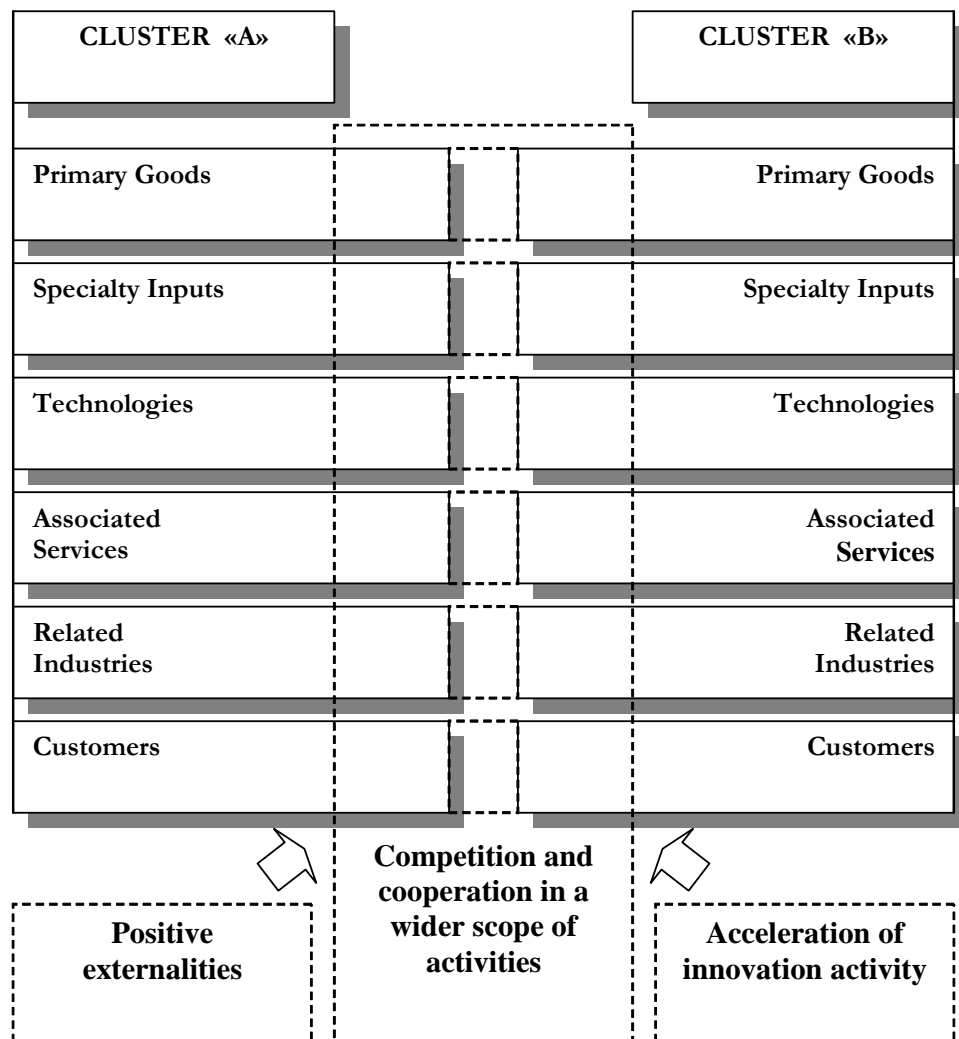 CLUSTER «A»
CLUSTER «B»
Primary Goods
Primary Goods
Specialty Inputs
Specialty Inputs
Technologies
Technologies
Associated
Services
Associated
Services
Related
Industries
Related
Industries
Customers
Customers
Competition and
cooperation in a
wider scope of
activities
Positive
externalities
Acceleration of
innovation activity